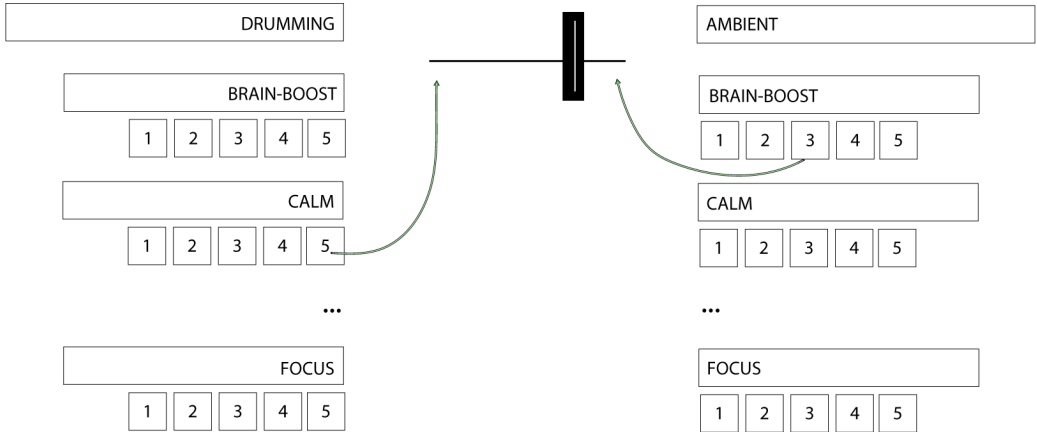 DRUMMING
BRAIN-BOOST
1 2 3 4 5
CALM
1 2 3 4 5
...
FOCUS
1 2 3 4 5
AMBIENT
BRAIN-BOOST
1 2 3 4 5
CALM
1 2 3 4 5
...
FOCUS
1 2 3 4 5